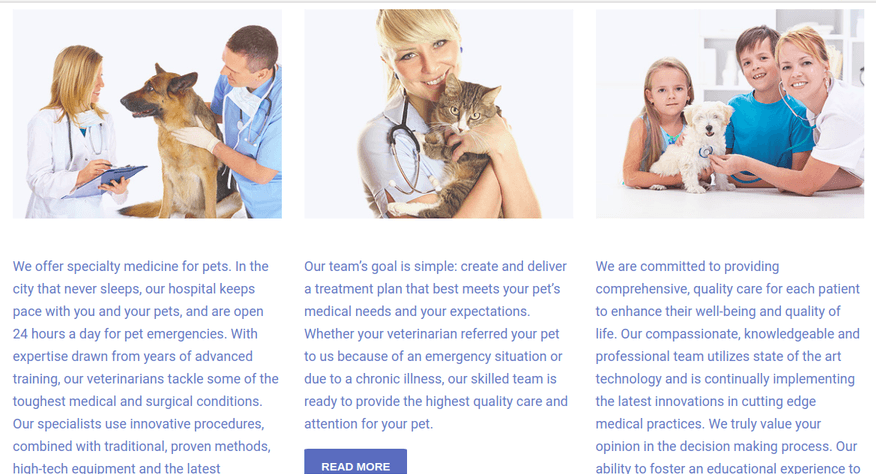 We offer specialty medicine for pets. In the
city that never sleeps, our hospital keeps
pace with you and your pets, and are open
24 hours a day for pet emergencies. With
expertise drawn from years of advanced
training, our veterinarians tackle some of the
toughest medical and surgical conditions.
Our specialists use innovative procedures,
combined with traditional, proven methods,
high-tech equipment and the latest
Our team's goal is simple: create and deliver
a treatment plan that best meets your pet's
medical needs and your expectations.
Whether your veterinarian referred your pet
to us because of an emergency situation or
due to a chronic illness, our skilled team is
ready to provide the highest quality care and
attention for your pet.
READ MORE
We are committed to providing
comprehensive, quality care for each patient
to enhance their well-being and quality of
life. Our compassionate, knowledgeable and
professional team utilizes state of the art
technology and is continually implementing
the latest innovations in cutting edge
medical practices. We truly value your
opinion in the decision making process. Our
ability to foster an educational experience to